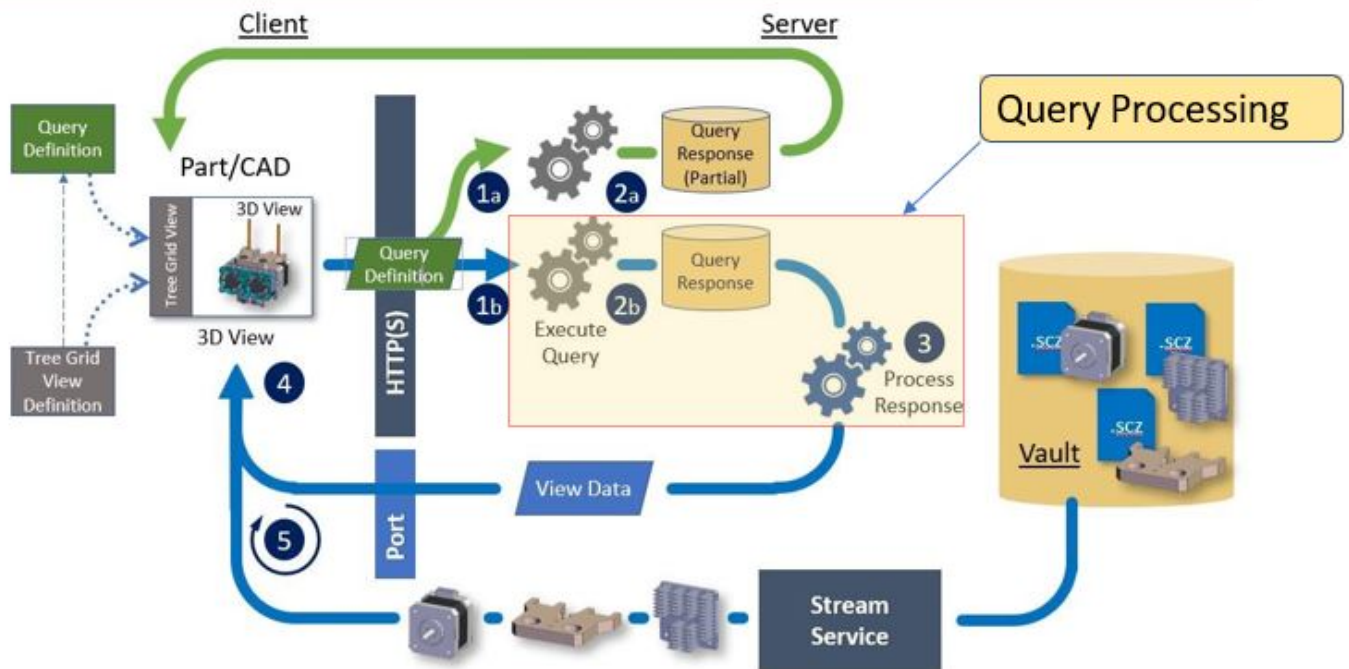 Client
Server
Query Processing
Query
Definition
Part/CAD
Tree Grid View
3D View
3D View
Tree Grid
View
Definition
HTTP(S)
Port
Query
Definition
1a
1b
2a
Query
Response
(Partial)
2b
Query
Response
Execute
Query
3
Process
Response
4
View Data
5
.scz
.scz
.scz
Vault
Stream
Service